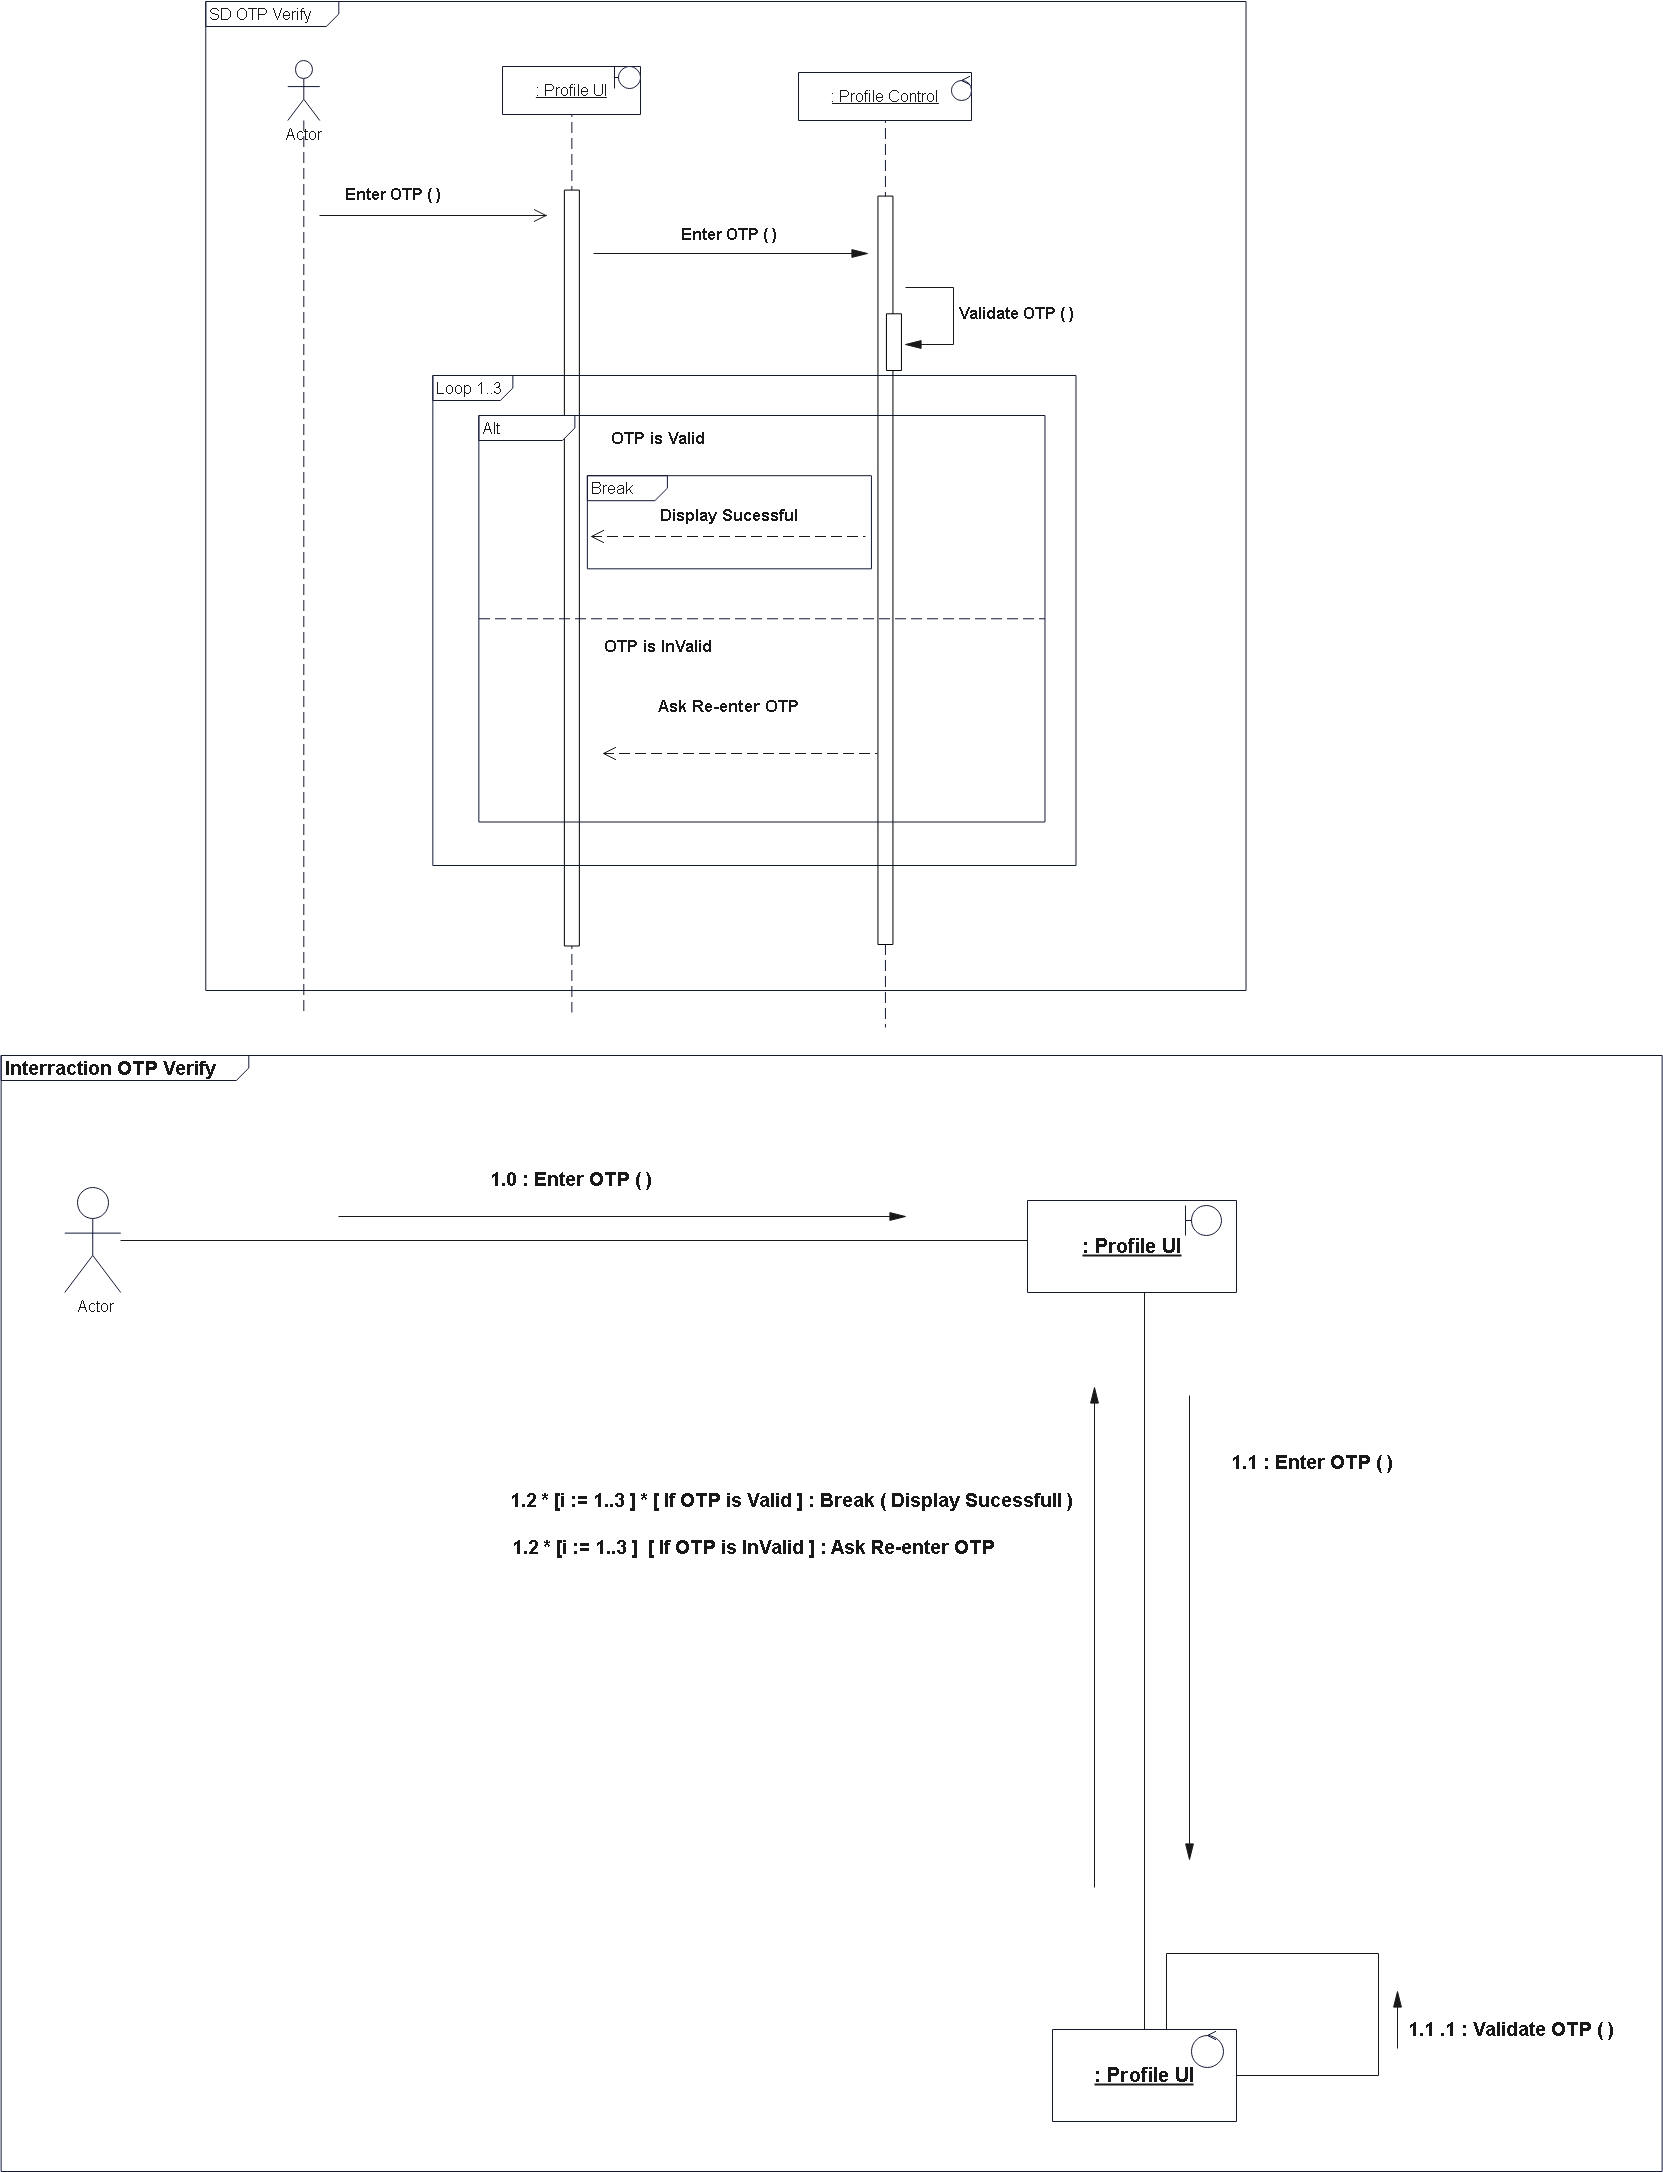 SD OTP Verify
: Profile UI
: Profile Control
Actor
Enter OTP ( )
Enter OTP ( )
Validate OTP ( )
Loop 1..3
Alt
OTP is Valid
Break
Display Sucessful
OTP is InValid
Ask Re-enter OTP
Interraction OTP Verify
1.0 : Enter OTP ( )
: Profile UI
Actor
1.1 : Enter OTP ( )
1.2 * [i := 1..3 ] * [ If OTP is Valid ] : Break ( Display Sucessfull )
1.2 * [i := 1..3 ]  [ If OTP is InValid ] : Ask Re-enter OTP
1.1 .1 : Validate OTP ( )
: Profile UI